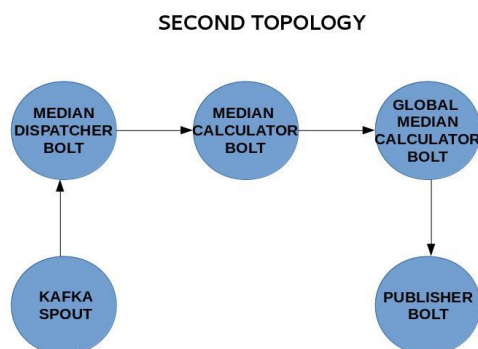 SECOND TOPOLOGY
MEDIAN
DISPATCHER
BOLT
MEDIAN
CALCULATOR
BOLT
GLOBAL
MEDIAN
CALCULATOR
BOLT
KAFKA
SPOUT
PUBLISHER
BOLT